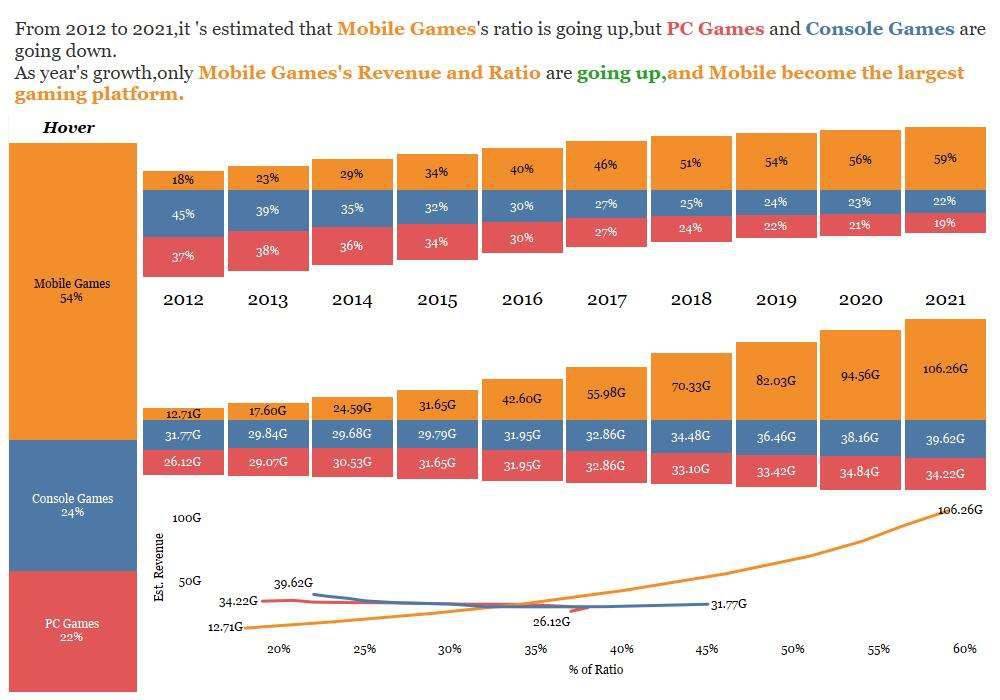 From 2012 to 2021,it 's estimated that Mobile Games's ratio is going up,but PC Games and Console Games are
going down.
As year's growth,only Mobile Games's Revenue and Ratio are going up,and Mobile become the largest
gaming platform.
Hover
Mobile Games
54%
Console Games
24%
PC Games
22%
18% 23% 29% 34% 40% 46% 51% 54% 56% 59%
45% 39% 35% 32% 30% 27% 25% 24% 23% 22%
37% 38% 36% 34% 30% 27% 24% 22% 21% 19%
2012 2013 2014 2015 2016 2017 2018 2019 2020 2021
12.71G 17.60G 24.59G 31.65G 42.60G 55.98G 70.33G 82.03G 94.56G 106.26G
31.77G 29.84G 29.68G 29.79G 31.95G 32.86G 34.48G 36.46G 38.16G 39.62G
26.12G 29.07G 30.53G 31.65G 31.95G 32.86G 33.10G 33.42G 34.84G 34.22G
Est. Revenue
100G
50G
106.26G
39.62G
34.22G
12.71G
26.12G
31.77G
20% 25% 30% 35% 40% 45% 50% 55% 60%
% of Ratio